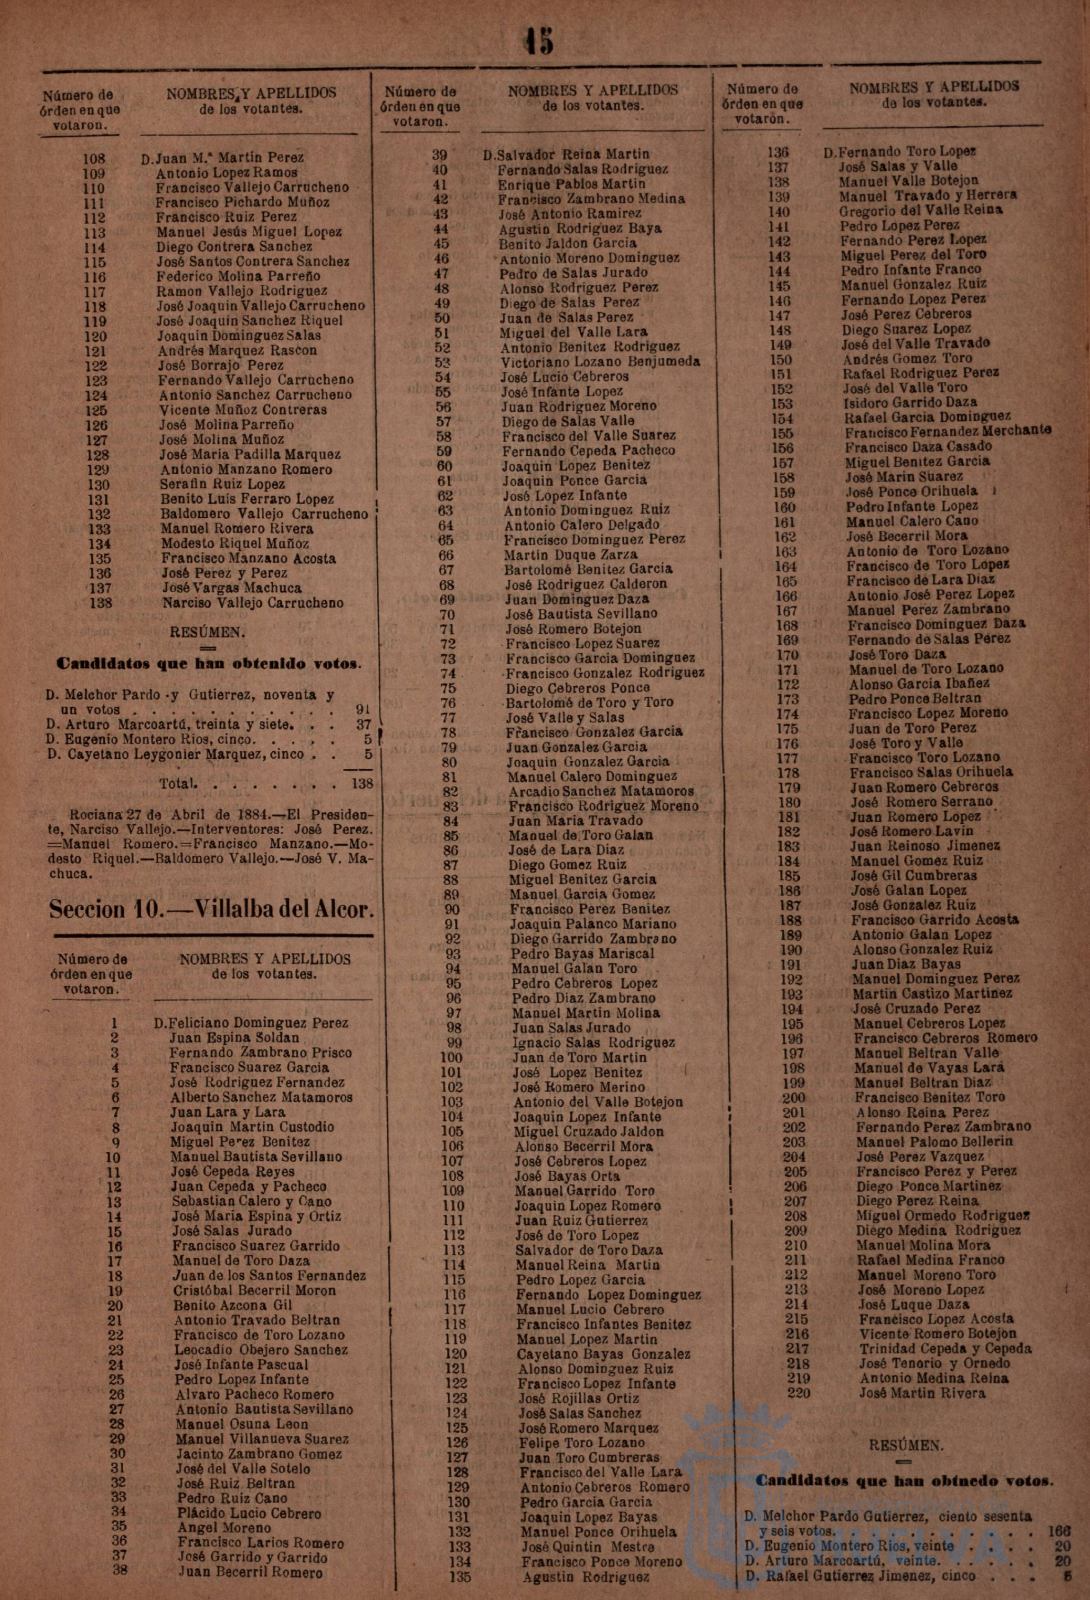 15
Número de
órden en que
votaron.
NOMBRES Y APELLIDOS
de los votantes.
108 D. Juan M.ª Martin Perez
109 Antonio Lopez Ramos
110 Francisco Vallejo Carrucheno
111 Francisco Pichardo Muñoz
112 Francisco Ruiz Perez
113 Manuel Jesús Miguel Lopez
114 Diego Contrera Sanchez
115 José Santos Contrera Sanchez
116 Federico Molina Parreño
117 Ramon Vallejo Rodriguez
118 José Joaquin Vallejo Carrucheno
119 José Joaquin Sanchez Riquel
120 Joaquin Dominguez Salas
121 Andrés Marquez Rascon
122 José Borrajo Perez
123 Fernando Vallejo Carrucheno
124 Antonio Sanchez Carrucheno
125 Vicente Muñoz Contreras
126 José Molina Parreño
127 José Molina Muñoz
128 José Maria Padilla Marquez
129 Antonio Manzano Romero
130 Serafin Ruiz Lopez
131 Benito Luis Ferraro Lopez
132 Baldomero Vallejo Carrucheno
133 Manuel Romero Rivera
134 Modesto Riquel Muñoz
135 Francisco Manzano Acosta
136 José Perez y Perez
137 José Vargas Machuca
138 Narciso Vallejo Carrucheno
RESÚMEN.
Candidatos que han obtenido votos.
D. Melchor Pardo y Gutierrez, noventa y
un votos . . . . . . . . . . . 91
D. Arturo Marcoartú, treinta y siete. . . 37
D. Eugenio Montero Rios, cinco. . . . . 5
D. Cayetano Leygonier Marquez, cinco . . 5
Total. . . . . . . . 138
Rociana 27 de Abril de 1884.—El Presiden-
te, Narciso Vallejo.—Interventores: José Perez.
=Manuel Romero.=Francisco Manzano.—Mo-
desto Riquel.—Baldomero Vallejo.—José V. Ma-
chuca.
Seccion 10.—Villalba del Alcor.
Número de
órden en que
votaron.
NOMBRES Y APELLIDOS
de los votantes.
1 D. Feliciano Dominguez Perez
2 Juan Espina Soldan
3 Fernando Zambrano Prisco
4 Francisco Suarez Garcia
5 José Rodriguez Fernandez
6 Alberto Sanchez Matamoros
7 Juan Lara y Lara
8 Joaquin Martin Custodio
9 Miguel Perez Benitez
10 Manuel Bautista Sevillano
11 José Cepeda Reyes
12 Juan Cepeda y Pacheco
13 Sebastian Calero y Cano
14 José Maria Espina y Ortiz
15 José Salas Jurado
16 Francisco Suarez Garrido
17 Manuel de Toro Daza
18 Juan de los Santos Fernandez
19 Cristóbal Becerril Moron
20 Benito Azcona Gil
21 Antonio Travado Beltran
22 Francisco de Toro Lozano
23 Leocadio Obejero Sanchez
24 José Infante Pascual
25 Pedro Lopez Infante
26 Alvaro Pacheco Romero
27 Antonio Bautista Sevillano
28 Manuel Osuna Leon
29 Manuel Villanueva Suarez
30 Jacinto Zambrano Gomez
31 José del Valle Sotelo
32 José Ruiz Beltran
33 Pedro Ruiz Cano
34 Plácido Lucio Cebrero
35 Angel Moreno
36 Francisco Larios Romero
37 José Garrido y Garrido
38 Juan Becerril Romero
Número de
órden en que
votaron.
NOMBRES Y APELLIDOS
de los votantes.
39 D. Salvador Reina Martin
40 Fernando Salas Rodriguez
41 Enrique Pablos Martin
42 Francisco Zambrano Medina
43 José Antonio Ramirez
44 Agustin Rodriguez Baya
45 Benito Jaldon Garcia
46 Antonio Moreno Dominguez
47 Pedro de Salas Jurado
48 Alonso Rodriguez Perez
49 Diego de Salas Perez
50 Juan de Salas Perez
51 Miguel del Valle Lara
52 Antonio Benitez Rodriguez
53 Victoriano Lozano Benjumeda
54 José Lucio Cebreros
55 José Infante Lopez
56 Juan Rodriguez Moreno
57 Diego de Salas Valle
58 Francisco del Valle Suarez
59 Fernando Cepeda Pacheco
60 Joaquin Lopez Benitez
61 Joaquin Ponce Garcia
62 José Lopez Infante
63 Antonio Dominguez Ruiz
64 Antonio Calero Delgado
65 Francisco Dominguez Perez
66 Martin Duque Zarza
67 Bartolomé Benitez Garcia
68 José Rodriguez Calderon
69 Juan Dominguez Daza
70 José Bautista Sevillano
71 José Romero Botejon
72 Francisco Lopez Suarez
73 Francisco Garcia Dominguez
74 Francisco Gonzalez Rodriguez
75 Diego Cebreros Ponce
76 Bartolomé de Toro y Toro
77 José Valle y Salas
78 Francisco Gonzalez Garcia
79 Juan Gonzalez Garcia
80 Joaquin Gonzalez Garcia
81 Manuel Calero Dominguez
82 Arcadio Sanchez Matamoros
83 Francisco Rodriguez Moreno
84 Juan Maria Travado
85 Manuel de Toro Galan
86 José de Lara Diaz
87 Diego Gomez Ruiz
88 Miguel Benitez Garcia
89 Manuel Garcia Gomez
90 Francisco Perez Benitez
91 Joaquin Palanco Mariano
92 Diego Garrido Zambrano
93 Pedro Bayas Mariscal
94 Manuel Galan Toro
95 Pedro Cebreros Lopez
96 Pedro Diaz Zambrano
97 Manuel Martin Molina
98 Juan Salas Jurado
99 Ignacio Salas Rodriguez
100 Juan de Toro Martin
101 José Lopez Benitez
102 José Romero Merino
103 Antonio del Valle Botejon
104 Joaquin Lopez Infante
105 Miguel Cruzado Jaldon
106 Alonso Becerril Mora
107 José Cebreros Lopez
108 José Bayas Orta
109 Manuel Garrido Toro
110 Joaquin Lopez Romero
111 Juan Ruiz Gutierrez
112 José de Toro Lopez
113 Salvador de Toro Daza
114 Manuel Reina Martin
115 Pedro Lopez Garcia
116 Fernando Lopez Dominguez
117 Manuel Lucio Cebrero
118 Francisco Infantes Benitez
119 Manuel Lopez Martin
120 Cayetano Bayas Gonzalez
121 Alonso Dominguez Ruiz
122 Francisco Lopez Infante
123 José Rojillas Ortiz
124 José Salas Sanchez
125 José Romero Marquez
126 Felipe Toro Lozano
127 Juan Toro Cumbreras
128 Francisco del Valle Lara
129 Antonio Cebreros Romero
130 Pedro Garcia Garcia
131 Joaquin Lopez Bayas
132 Manuel Ponce Orihuela
133 José Quintin Mestre
134 Francisco Ponce Moreno
135 Agustin Rodriguez
Número de
órden en que
votarón.
NOMBRES Y APELLIDOS
de los votantes.
136 D. Fernando Toro Lopez
137 José Salas y Valle
138 Manuel Valle Botejon
139 Manuel Travado y Herrera
140 Gregorio del Valle Reina
141 Pedro Lopez Perez
142 Fernando Perez Lopez
143 Miguel Perez del Toro
144 Pedro Infante Franco
145 Manuel Gonzalez Ruiz
146 Fernando Lopez Perez
147 José Perez Cebreros
148 Diego Suarez Lopez
149 José del Valle Travado
150 Andrés Gomez Toro
151 Rafael Rodriguez Perez
152 José del Valle Toro
153 Isidoro Garrido Daza
154 Rafael Garcia Dominguez
155 Francisco Fernandez Merchante
156 Francisco Daza Casado
157 Miguel Benitez Garcia
158 José Marin Suarez
159 José Ponce Orihuela
160 Pedro Infante Lopez
161 Manuel Calero Cano
162 José Becerril Mora
163 Antonio de Toro Lozano
164 Francisco de Toro Lopez
165 Francisco de Lara Diaz
166 Antonio José Perez Lopez
167 Manuel Perez Zambrano
168 Francisco Dominguez Daza
169 Fernando de Salas Perez
170 José Toro Daza
171 Manuel de Toro Lozano
172 Alonso Garcia Ibañez
173 Pedro Ponce Beltran
174 Francisco Lopez Moreno
175 Juan de Toro Perez
176 José Toro y Valle
177 Francisco Toro Lozano
178 Francisco Salas Orihuela
179 Juan Romero Cebreros
180 José Romero Serrano
181 Juan Romero Lopez
182 José Romero Lavin
183 Juan Reinoso Jimenez
184 Manuel Gomez Ruiz
185 José Gil Cumbreras
186 José Galan Lopez
187 José Gonzalez Ruiz
188 Francisco Garrido Acosta
189 Antonio Galan Lopez
190 Alonso Gonzalez Ruiz
191 Juan Diaz Bayas
192 Manuel Dominguez Perez
193 Martin Castizo Martinez
194 José Cruzado Perez
195 Manuel Cebreros Lopez
196 Francisco Cebreros Romero
197 Manuel Beltran Valle
198 Manuel de Vayas Lara
199 Manuel Beltran Diaz
200 Francisco Benitez Toro
201 Alonso Reina Perez
202 Fernando Perez Zambrano
203 Manuel Palomo Bellerin
204 José Perez Vazquez
205 Francisco Perez y Perez
206 Diego Ponce Martinez
207 Diego Perez Reina
208 Miguel Ormedo Rodriguez
209 Diego Medina Rodriguez
210 Manuel Molina Mora
211 Rafael Medina Franco
212 Manuel Moreno Toro
213 José Moreno Lopez
214 José Luque Daza
215 Francisco Lopez Acosta
216 Vicente Romero Botejon
217 Trinidad Cepeda y Cepeda
218 José Tenorio y Ornedo
219 Antonio Medina Reina
220 José Martin Rivera
RESÚMEN.
Candidatos que han obtinedo votos.
D. Melchor Pardo Gutierrez, ciento sesenta
y seis votos. . . . . . . . . . . 166
D. Eugenio Montero Rios, veinte . . . . 20
D. Arturo Marcoartú, veinte. . . . . . 20
D. Rafael Gutierrez Jimenez, cinco . . . 5